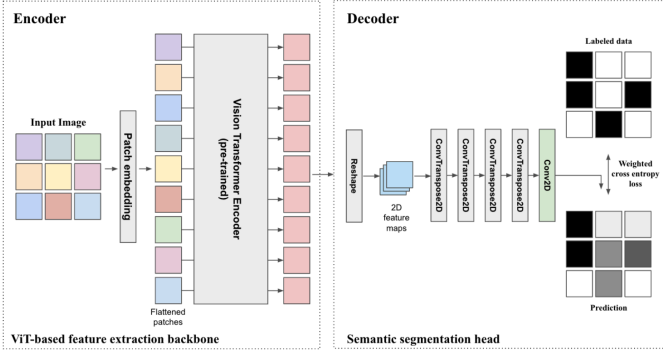 Encoder
Input Image
Patch embedding
Flattened
patches
Vision Transformer Encoder
(pre-trained)
ViT-based feature extraction backbone
Decoder
Reshape
2D
feature
maps
ConvTranspose2D
ConvTranspose2D
ConvTranspose2D
ConvTranspose2D
Conv2D
Labeled data
Weighted
cross entropy
loss
Prediction
Semantic segmentation head